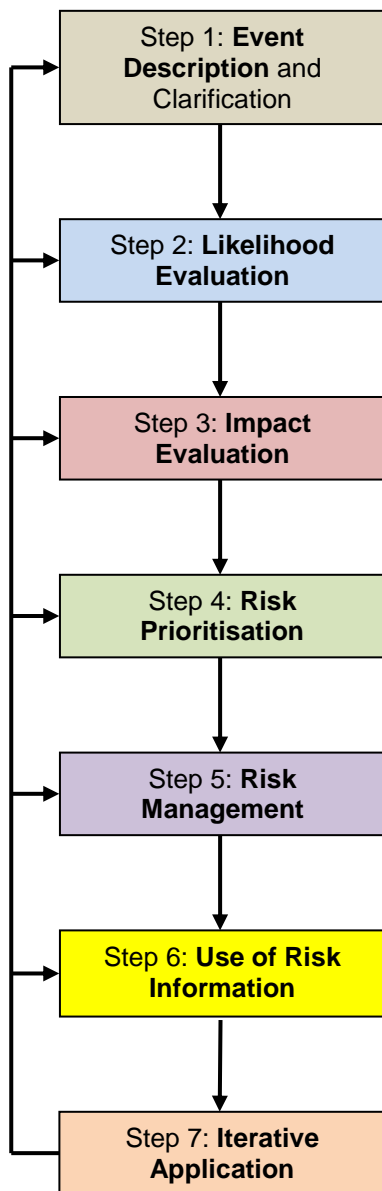 Step 1: Event
Description and
Clarification
Step 2: Likelihood
Evaluation
Step 3: Impact
Evaluation
Step 4: Risk
Prioritisation
Step 5: Risk
Management
Step 6: Use of Risk
Information
Step 7: Iterative
Application